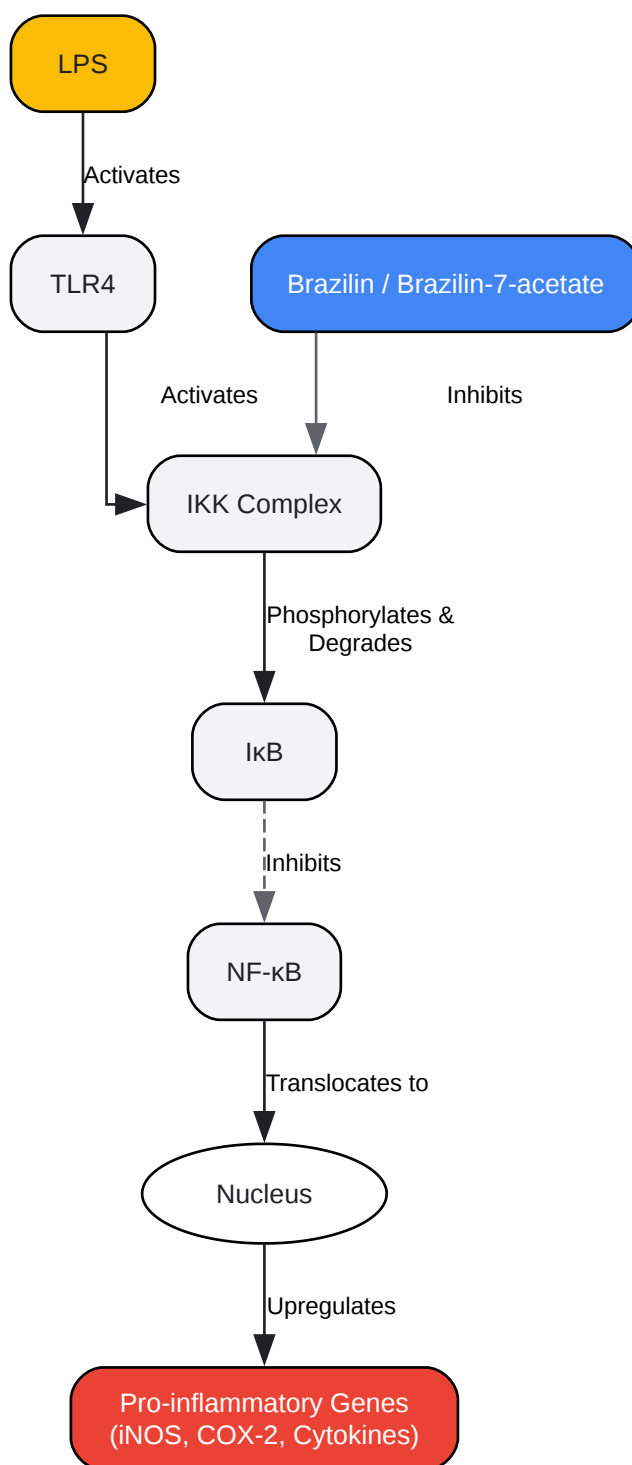 LPS
Activates
TLR4
Brazilin / Brazilin-7-acetate
Activates
Inhibits
IKK Complex
Phosphorylates &
Degrades
IκB
Inhibits
NF-κB
Translocates to
Nucleus
Upregulates
Pro-inflammatory Genes
(iNOS, COX-2, Cytokines)